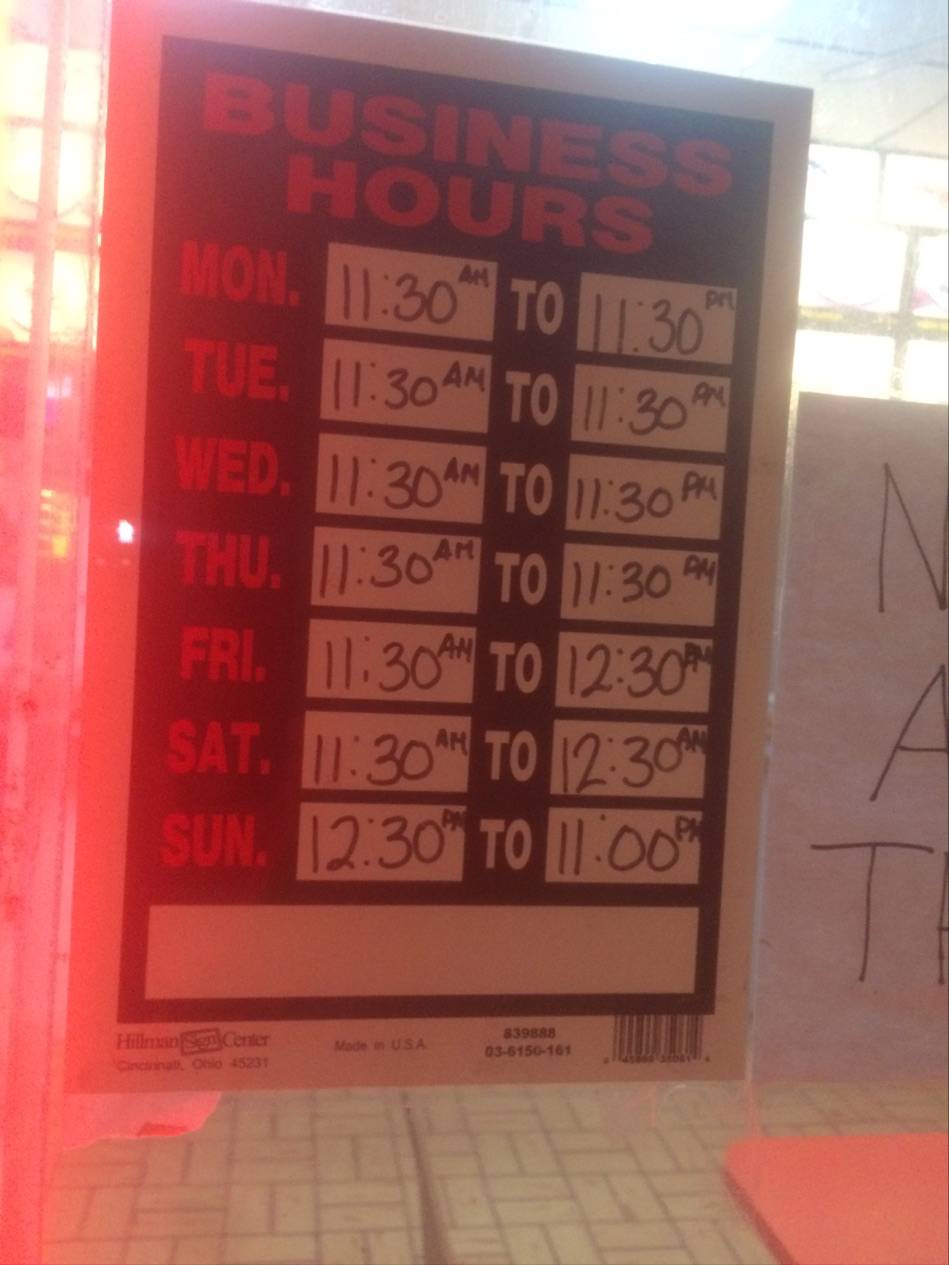 BUSINESS
HOURS
MON. 11:30 AM TO 11:30 PM
TUE. 11:30 AM TO 11:30 PM
WED. 11:30 AM TO 11:30 PM
THU. 11:30 AM TO 11:30 PM
FRI. 11:30 AM TO 12:30
SAT. 11:30 AM TO 12:30 AM
SUN. 12:30 PM TO 11:00 PM
Hillman Sign Center
Cincinnati, Ohio 45231
Made in U.S.A.
839888
03-6150-161
N
A
T